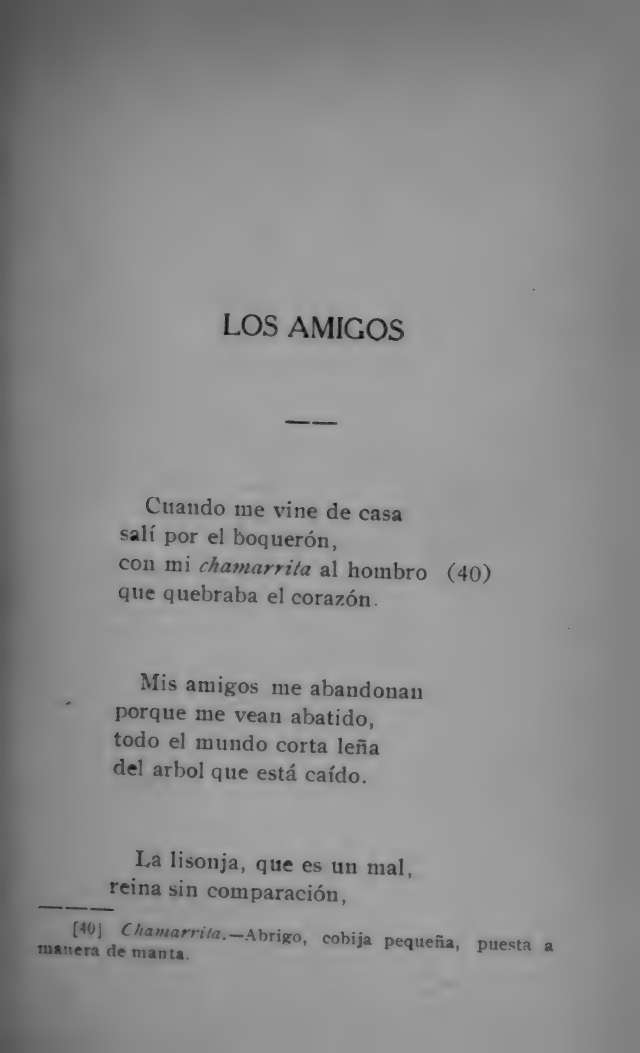 LOS AMIGOS
Cuando me vine de casa
salí por el boquerón,
con mi chamarrita al hombro (40)
que quebraba el corazón.
Mis amigos me abandonan
porque me vean abatido,
todo el mundo corta leña
del arbol que está caído.
La lisonja, que es un mal,
reina sin comparación,
[40] Chamarrita.—Abrigo, cobija pequeña, puesta a
manera de manta.